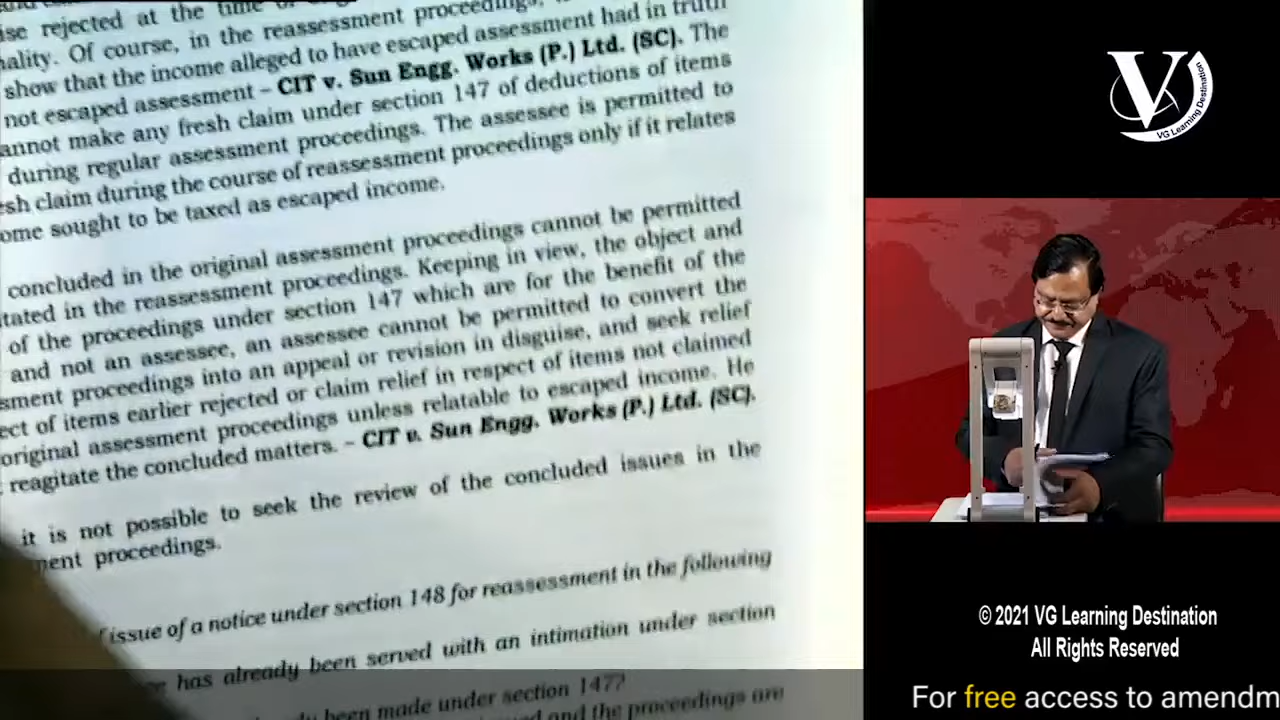 ise rejected at the time
nality. Of course, in the reassessment proceedings,
show that the income alleged to have escaped assessment had in truth
not escaped assessment – CIT v. Sun Engg. Works (P.) Ltd. (SC). The
annot make any fresh claim under section 147 of deductions of items
during regular assessment proceedings. The assessee is permitted to
esh claim during the course of reassessment proceedings only if it relates
ome sought to be taxed as escaped income.
concluded in the original assessment proceedings cannot be permitted
tated in the reassessment proceedings. Keeping in view, the object and
of the proceedings under section 147 which are for the benefit of the
and not an assessee, an assessee cannot be permitted to convert the
sment proceedings into an appeal or revision in disguise, and seek relief
ect of items earlier rejected or claim relief in respect of items not claimed
original assessment proceedings unless relatable to escaped income. He
reagitate the concluded matters. – CIT v. Sun Engg. Works (P.) Ltd. (SC).
it is not possible to seek the review of the concluded issues in the
ment proceedings.
issue of a notice under section 148 for reassessment in the following
has already been served with an intimation under section
been made under section 147?
and the proceedings are
V
VG Learning Destination
© 2021 VG Learning Destination
All Rights Reserved
For free access to amendm